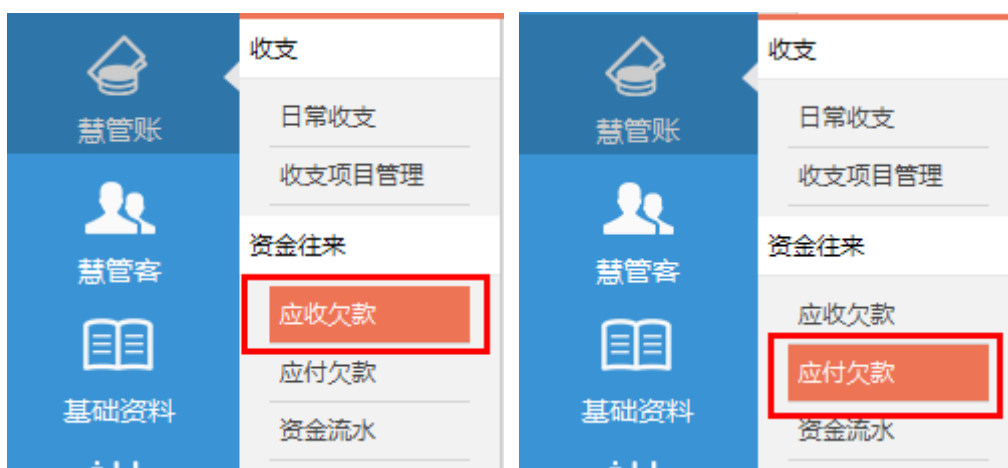 慧管账
慧管客
基础资料
收支
日常收支
收支项目管理
资金往来
应收欠款
应付欠款
资金流水
慧管账
慧管客
基础资料
收支
日常收支
收支项目管理
资金往来
应收欠款
应付欠款
资金流水